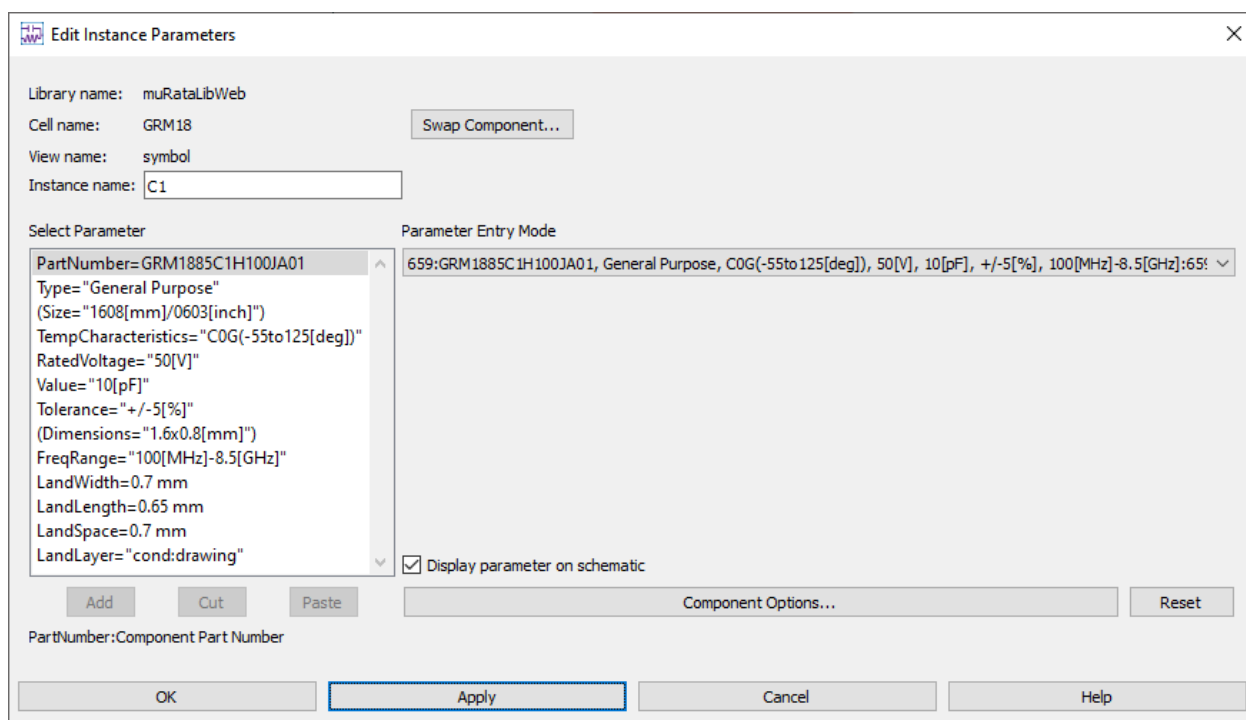 Edit Instance Parameters
Library name: muRataLibWeb
Cell name: GRM18
Swap Component...
View name: symbol
Instance name: C1
Select Parameter
Parameter Entry Mode
PartNumber=GRM1885C1H100JA01
659:GRM1885C1H100JA01, General Purpose, C0G(-55to125[deg]), 50[V], 10[pF], +/-5[%], 100[MHz]-8.5[GHz]:659
Type="General Purpose"
(Size="1608[mm]/0603[inch]")
TempCharacteristics="C0G(-55to125[deg])"
RatedVoltage="50[V]"
Value="10[pF]"
Tolerance="+/-5[%]"
(Dimensions="1.6x0.8[mm]")
FreqRange="100[MHz]-8.5[GHz]"
LandWidth=0.7 mm
LandLength=0.65 mm
LandSpace=0.7 mm
LandLayer="cond:drawing"
Display parameter on schematic
Add Cut Paste Component Options... Reset
PartNumber:Component Part Number
OK Apply Cancel Help